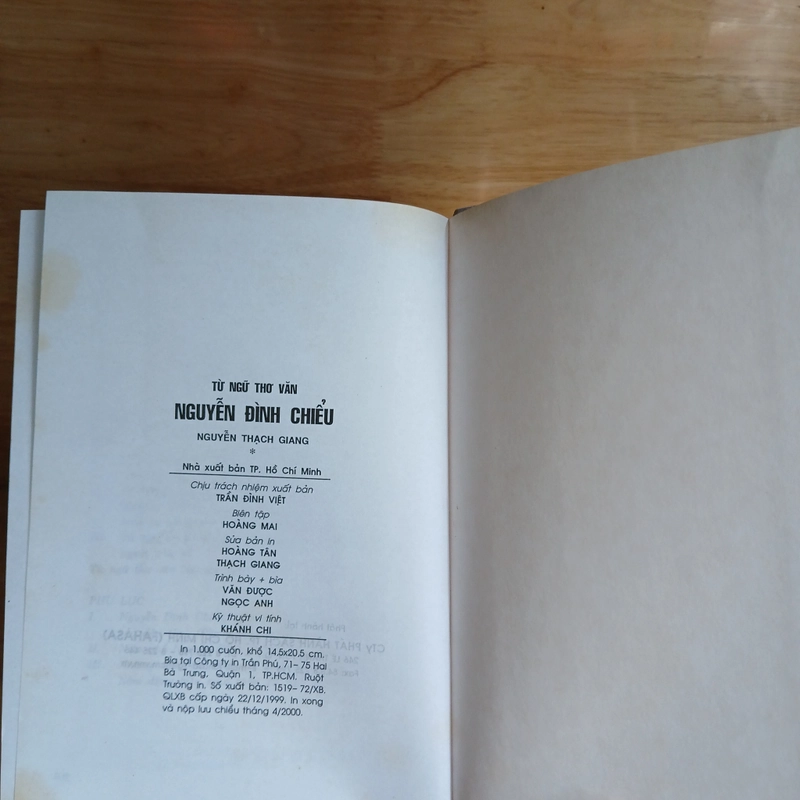 TỪ NGỮ THƠ VĂN
NGUYỄN ĐÌNH CHIỂU
NGUYỄN THẠCH GIANG
*
Nhà xuất bản TP. Hồ Chí Minh
Chịu trách nhiệm xuất bản
TRẦN ĐÌNH VIỆT
Biên tập
HOÀNG MAI
Sửa bản in
HOÀNG TÂN
THẠCH GIANG
Trình bày + bìa
VĂN ĐƯỢC
NGỌC ANH
Kỹ thuật vi tính
KHÁNH CHI
In 1.000 cuốn, khổ 14,5x20,5 cm.
Bìa tại Công ty in Trần Phú, 71- 75 Hai
Bà Trưng, Quận 1, TP.HCM. Ruột
Trường in. Số xuất bản: 1519- 72/XB.
QLXB cấp ngày 22/12/1999. In xong
và nộp lưu chiểu tháng 4/2000.